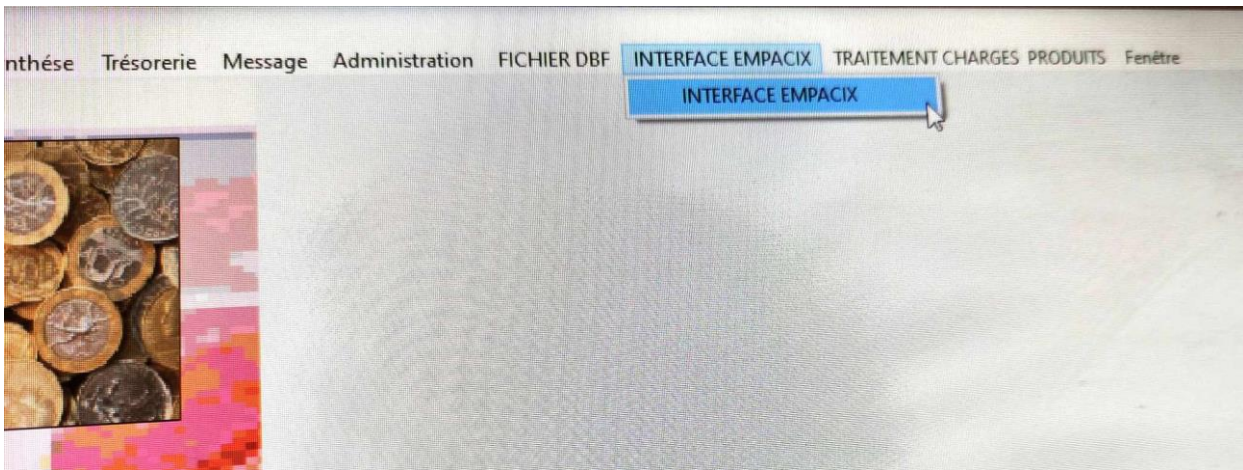 nthése Trésorerie Message Administration FICHIER DBF INTERFACE EMPACIX TRAITEMENT CHARGES PRODUITS Fenêtre
INTERFACE EMPACIX